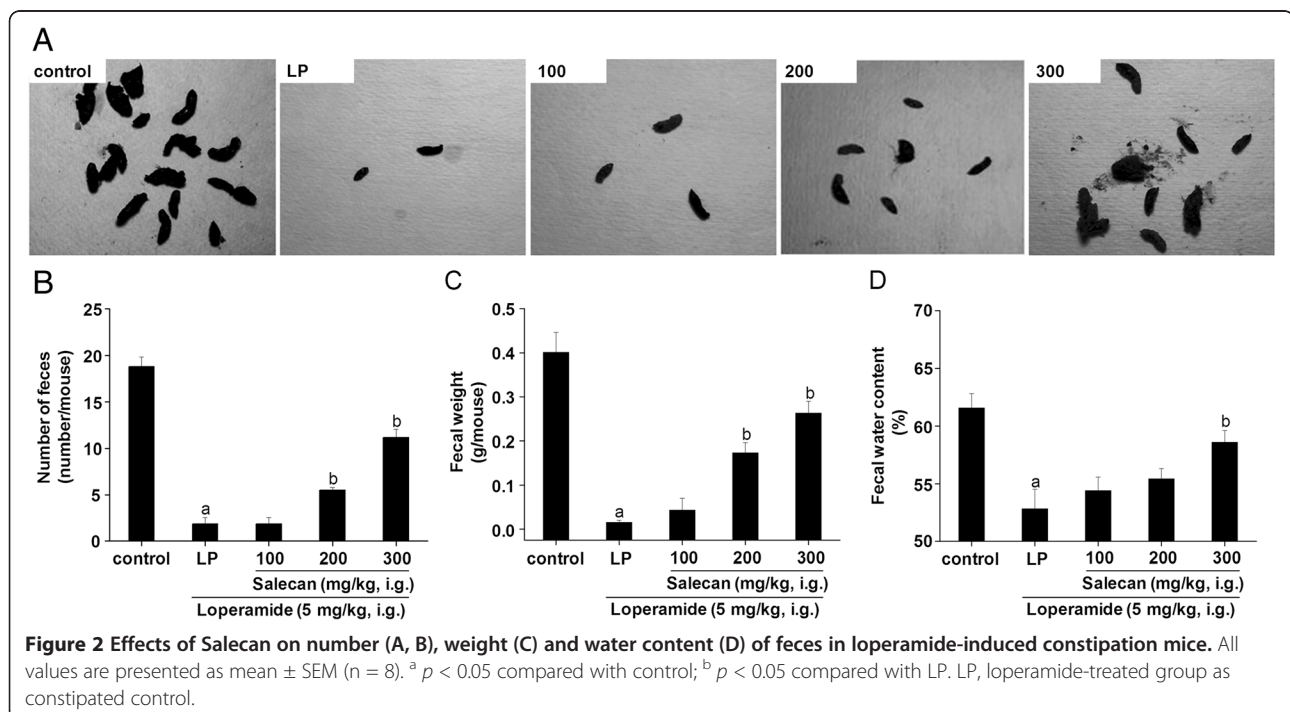 A
control
LP
100
200
300
B
Number of feces
(number/mouse)
25
20
15
10
5
0
a
b
b
control
LP
100
200
300
Salecan (mg/kg, i.g.)
Loperamide (5 mg/kg, i.g.)
C
Fecal weight
(g/mouse)
0.5
0.4
0.3
0.2
0.1
0.0
a
b
b
control
LP
100
200
300
Salecan (mg/kg, i.g.)
Loperamide (5 mg/kg, i.g.)
D
Fecal water content
(%)
70
65
60
55
50
a
b
control
LP
100
200
300
Salecan (mg/kg, i.g.)
Loperamide (5 mg/kg, i.g.)
Figure 2 Effects of Salecan on number (A, B), weight (C) and water content (D) of feces in loperamide-induced constipation mice. All
values are presented as mean ± SEM (n = 8). a p < 0.05 compared with control; b p < 0.05 compared with LP. LP, loperamide-treated group as
constipated control.